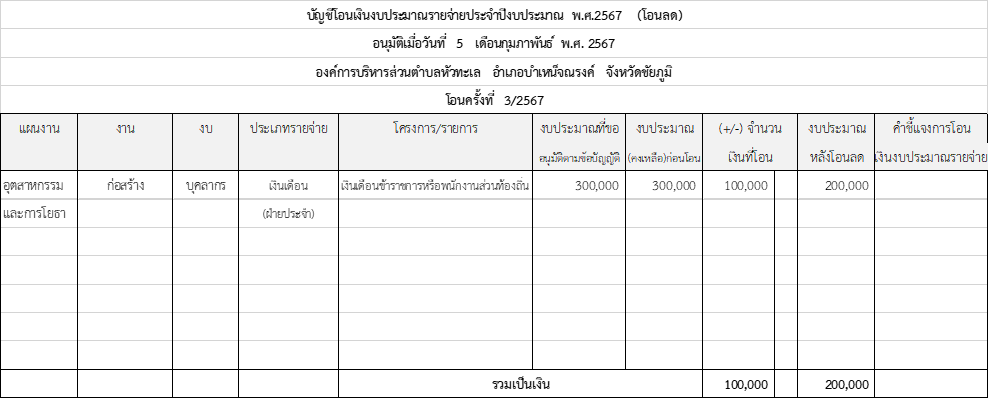 บัญชีโอนเงินงบประมาณรายจ่ายประจำปีงบประมาณ พ.ศ.2567 (โอนลด)
อนุมัติเมื่อวันที่ 5 เดือนกุมภาพันธ์ พ.ศ. 2567
องค์การบริหารส่วนตำบลหัวทะเล อำเภอบำเหน็จณรงค์ จังหวัดชัยภูมิ
โอนครั้งที่ 3/2567
แผนงาน งาน งบ ประเภทรายจ่าย โครงการ/รายการ งบประมาณที่ขอ งบประมาณ (+/-) จำนวน งบประมาณ คำชี้แจงการโอน
อนุมัติตามข้อบัญญัติ (คงเหลือ)ก่อนโอน เงินที่โอน หลังโอนลด เงินงบประมาณรายจ่าย
อุตสาหกรรม ก่อสร้าง บุคลากร เงินเดือน เงินเดือนข้าราชการหรือพนักงานส่วนท้องถิ่น 300,000 300,000 100,000 200,000
และการโยธา (ฝ่ายประจำ)
รวมเป็นเงิน 100,000 200,000